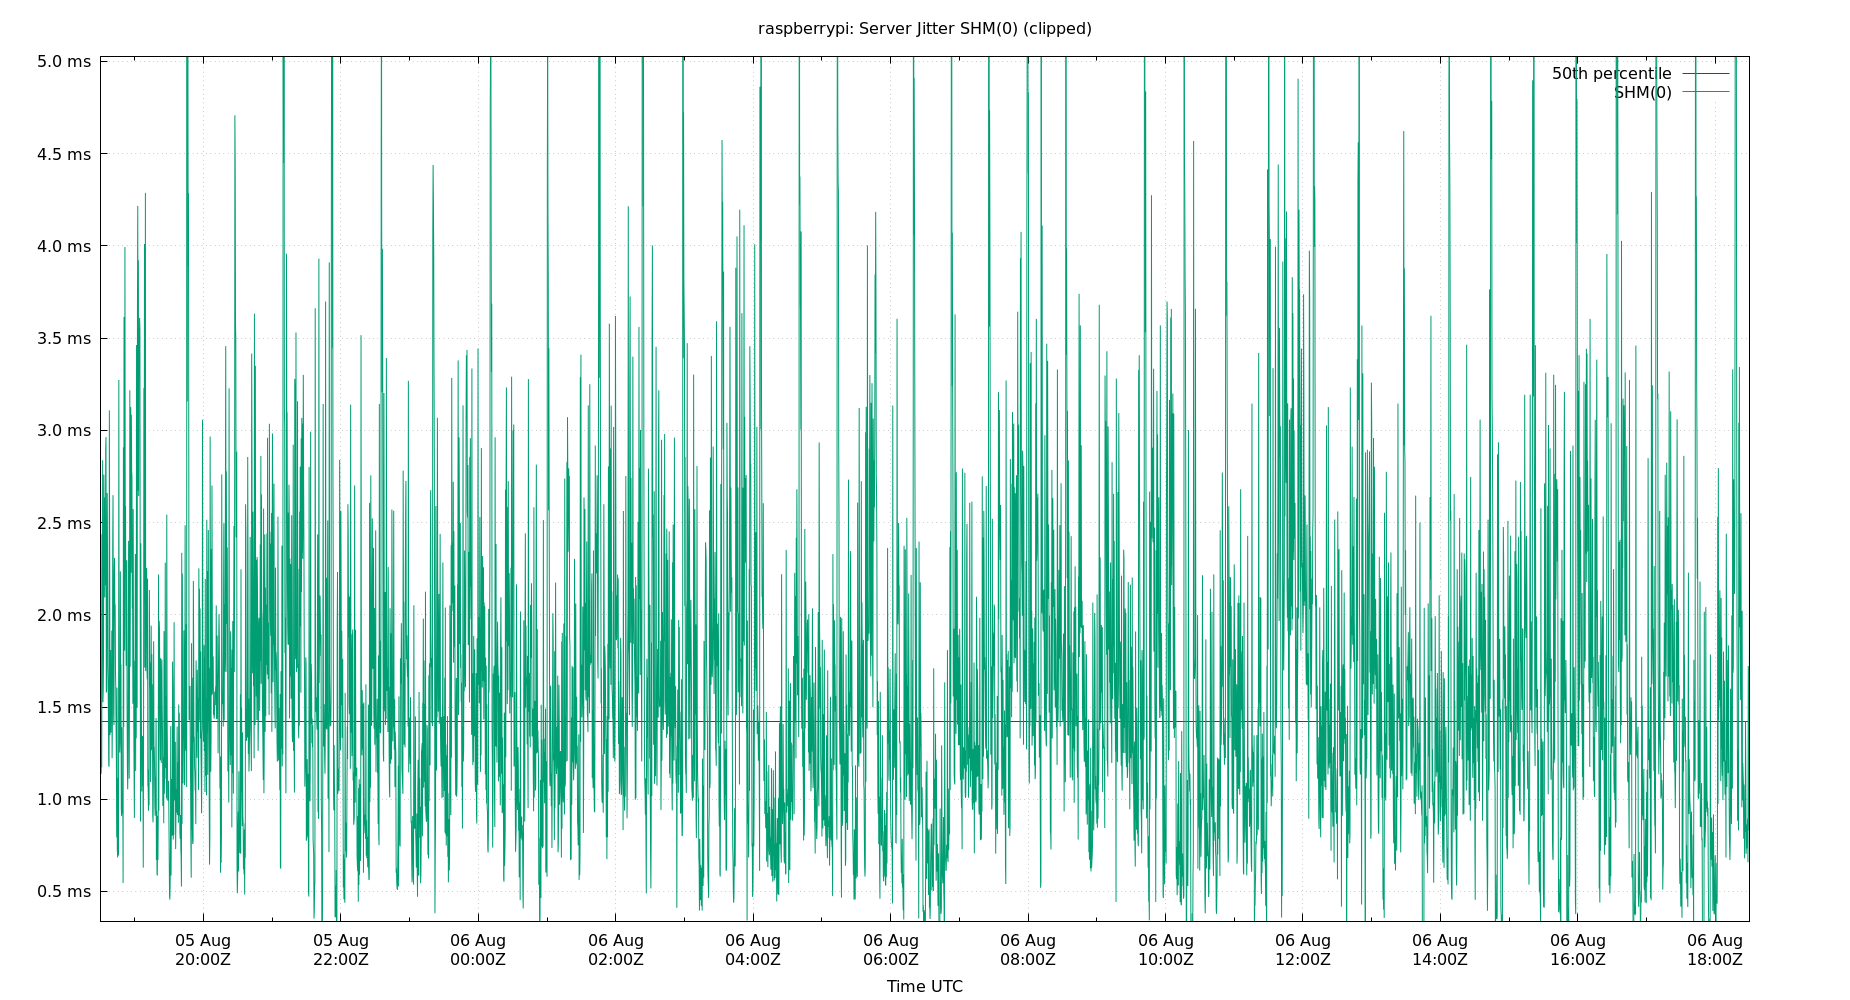 raspberrypi: Server Jitter SHM(0) (clipped)
5.0 ms
4.5 ms
4.0 ms
3.5 ms
3.0 ms
2.5 ms
2.0 ms
1.5 ms
1.0 ms
0.5 ms
50th percentile
SHM(0)
05 Aug
20:00Z
05 Aug
22:00Z
06 Aug
00:00Z
06 Aug
02:00Z
06 Aug
04:00Z
06 Aug
06:00Z
06 Aug
08:00Z
06 Aug
10:00Z
06 Aug
12:00Z
06 Aug
14:00Z
06 Aug
16:00Z
06 Aug
18:00Z
Time UTC